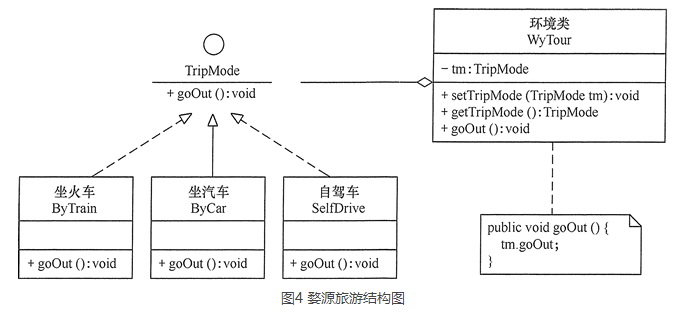 TripMode
+ goOut ():void
环境类
WyTour
- tm:TripMode
+ setTripMode (TripMode tm):void
+ getTripMode ():TripMode
+ goOut ():void
坐火车
ByTrain
+ goOut ():void
坐汽车
ByCar
+ goOut ():void
自驾车
SelfDrive
+ goOut ():void
public void goOut () {
tm.goOut;
}
图4 婺源旅游结构图